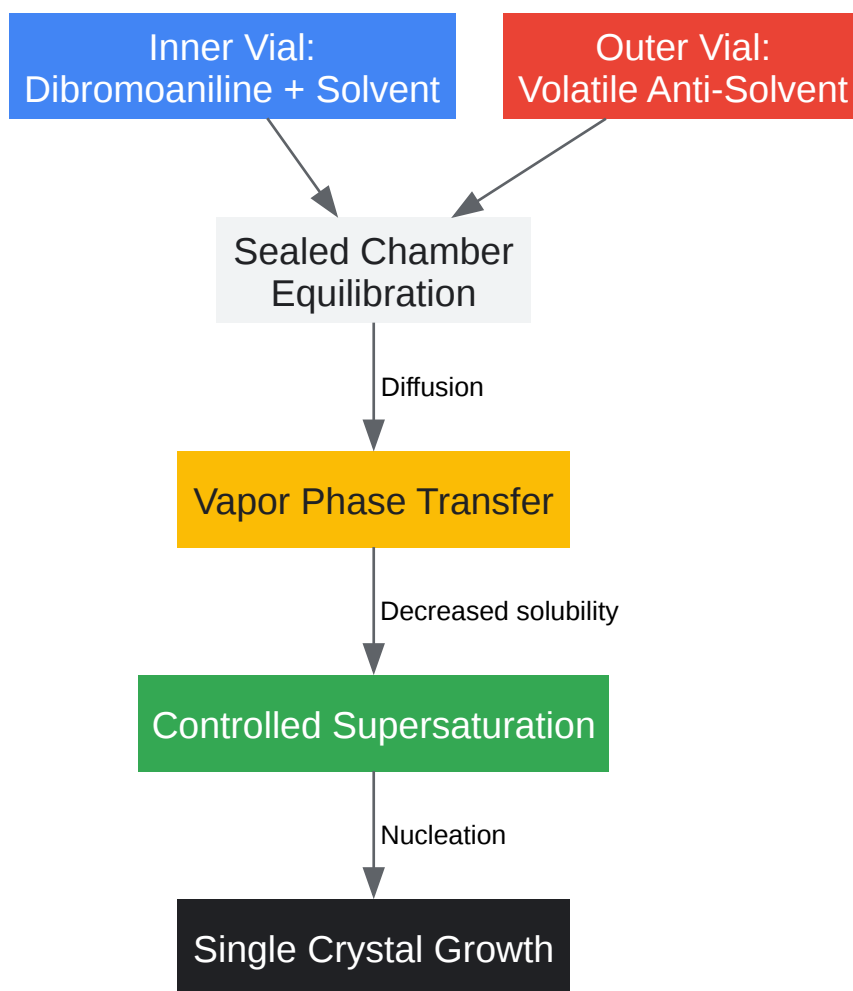 Inner Vial:
Dibromoaniline + Solvent
Outer Vial:
Volatile Anti-Solvent
Sealed Chamber
Equilibration
Diffusion
Vapor Phase Transfer
Decreased solubility
Controlled Supersaturation
Nucleation
Single Crystal Growth